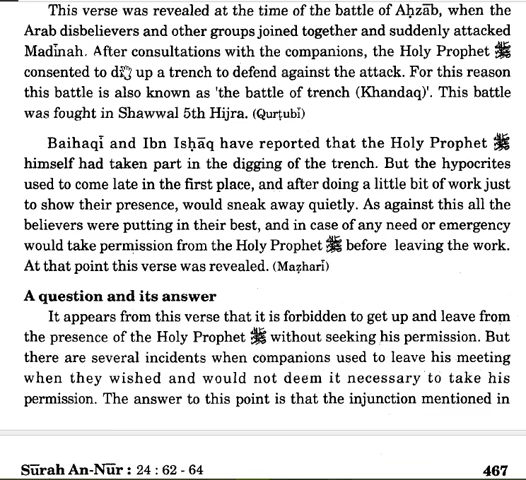 This verse was revealed at the time of the battle of Aḥzāb, when the
Arab disbelievers and other groups joined together and suddenly attacked
Madīnah. After consultations with the companions, the Holy Prophet ﷺ
consented to dig up a trench to defend against the attack. For this reason
this battle is also known as 'the battle of trench (Khandaq)'. This battle
was fought in Shawwal 5th Hijra. (Qurṭubī)
Baihaqī and Ibn Isḥāq have reported that the Holy Prophet ﷺ
himself had taken part in the digging of the trench. But the hypocrites
used to come late in the first place, and after doing a little bit of work just
to show their presence, would sneak away quietly. As against this all the
believers were putting in their best, and in case of any need or emergency
would take permission from the Holy Prophet ﷺ before leaving the work.
At that point this verse was revealed. (Maẓharī)
A question and its answer
It appears from this verse that it is forbidden to get up and leave from
the presence of the Holy Prophet ﷺ without seeking his permission. But
there are several incidents when companions used to leave his meeting
when they wished and would not deem it necessary to take his
permission. The answer to this point is that the injunction mentioned in
Sūrah An-Nūr : 24 : 62 - 64 467